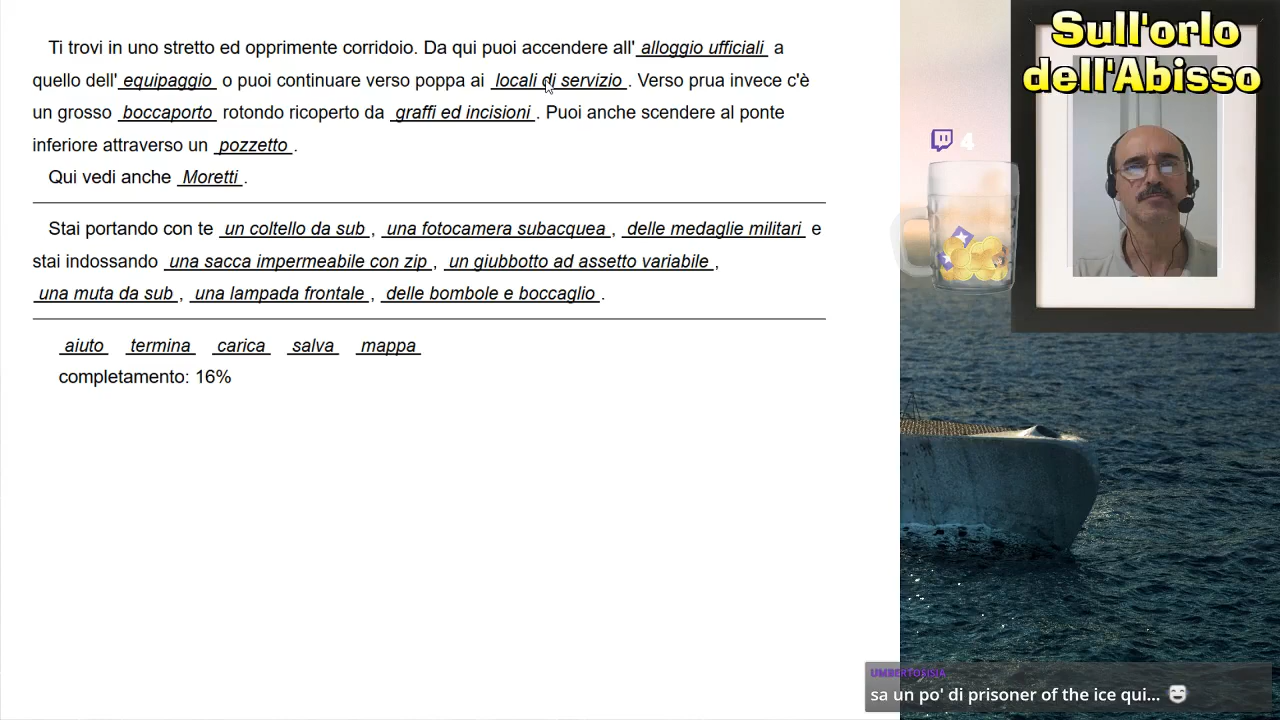 Ti trovi in uno stretto ed opprimente corridoio. Da qui puoi accendere all' alloggio ufficiali a
quello dell' equipaggio o puoi continuare verso poppa ai locali di servizio . Verso prua invece c'è
un grosso boccaporto rotondo ricoperto da graffi ed incisioni . Puoi anche scendere al ponte
inferiore attraverso un pozzetto .
Qui vedi anche Moretti .
Stai portando con te un coltello da sub , una fotocamera subacquea , delle medaglie militari e
stai indossando una sacca impermeabile con zip , un giubbotto ad assetto variabile ,
una muta da sub , una lampada frontale , delle bombole e boccaglio .
aiuto termina carica salva mappa
completamento: 16%
Sull'orlo
dell'Abisso
4
UMBERTOSISIA
sa un po' di prisoner of the ice qui...